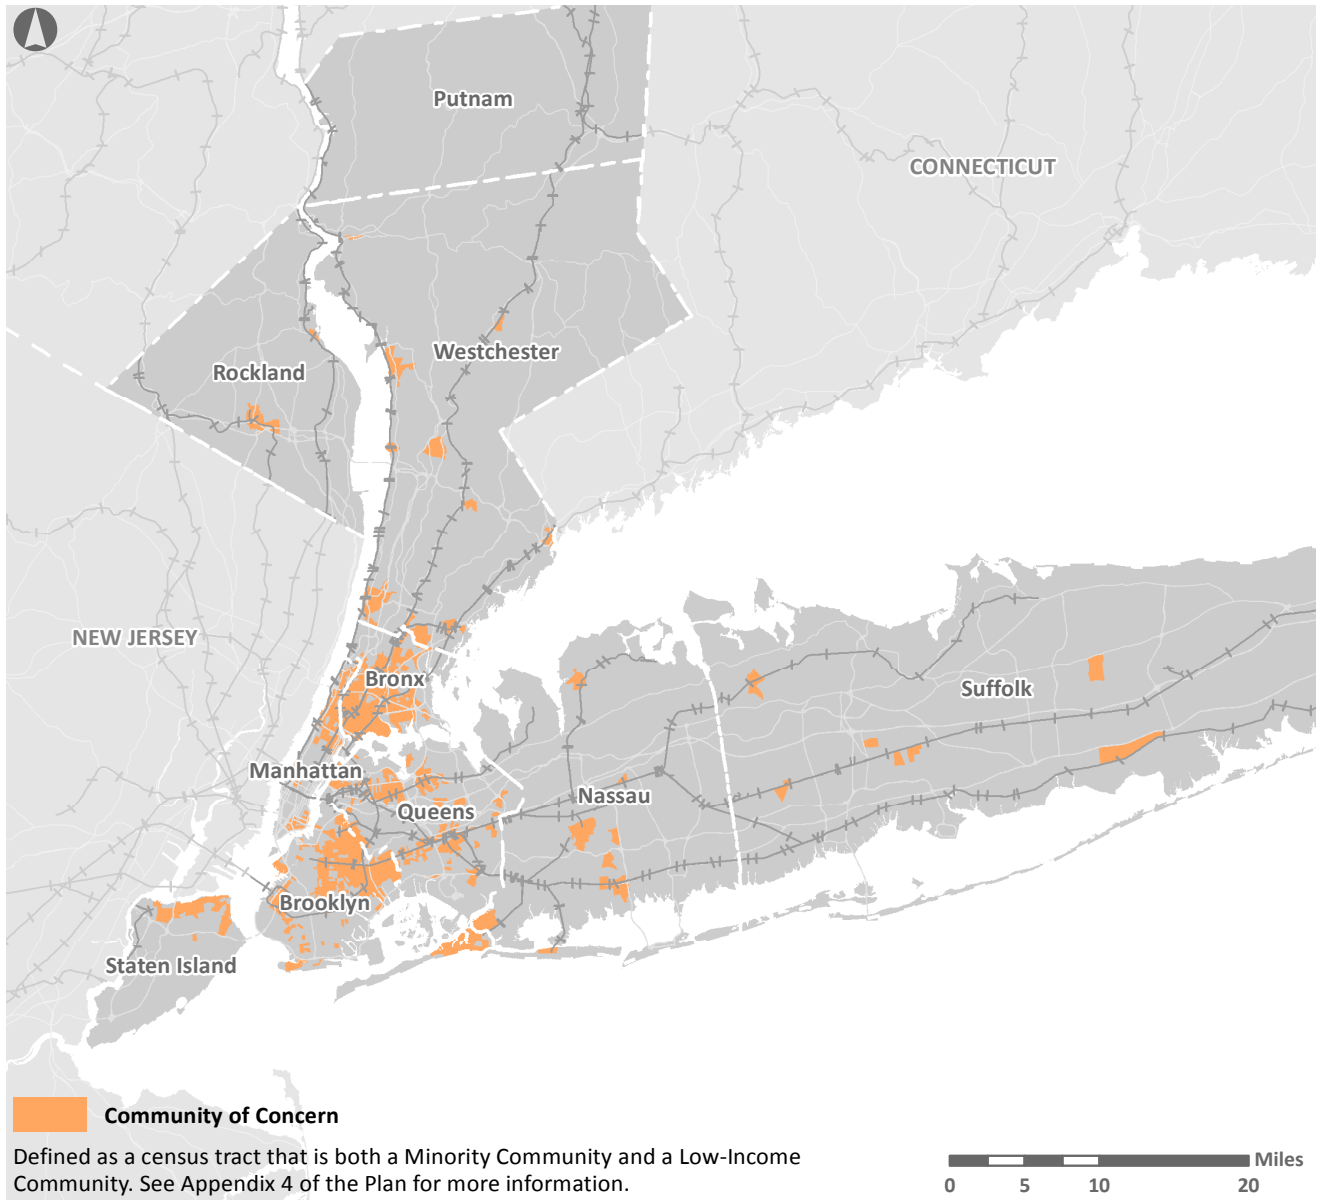 Putnam
CONNECTICUT
Westchester
Rockland
NEW JERSEY
Bronx
Suffolk
Manhattan
Nassau
Queens
Brooklyn
Staten Island
Community of Concern
Defined as a census tract that is both a Minority Community and a Low-Income
Community. See Appendix 4 of the Plan for more information.
Miles
0 5 10 20